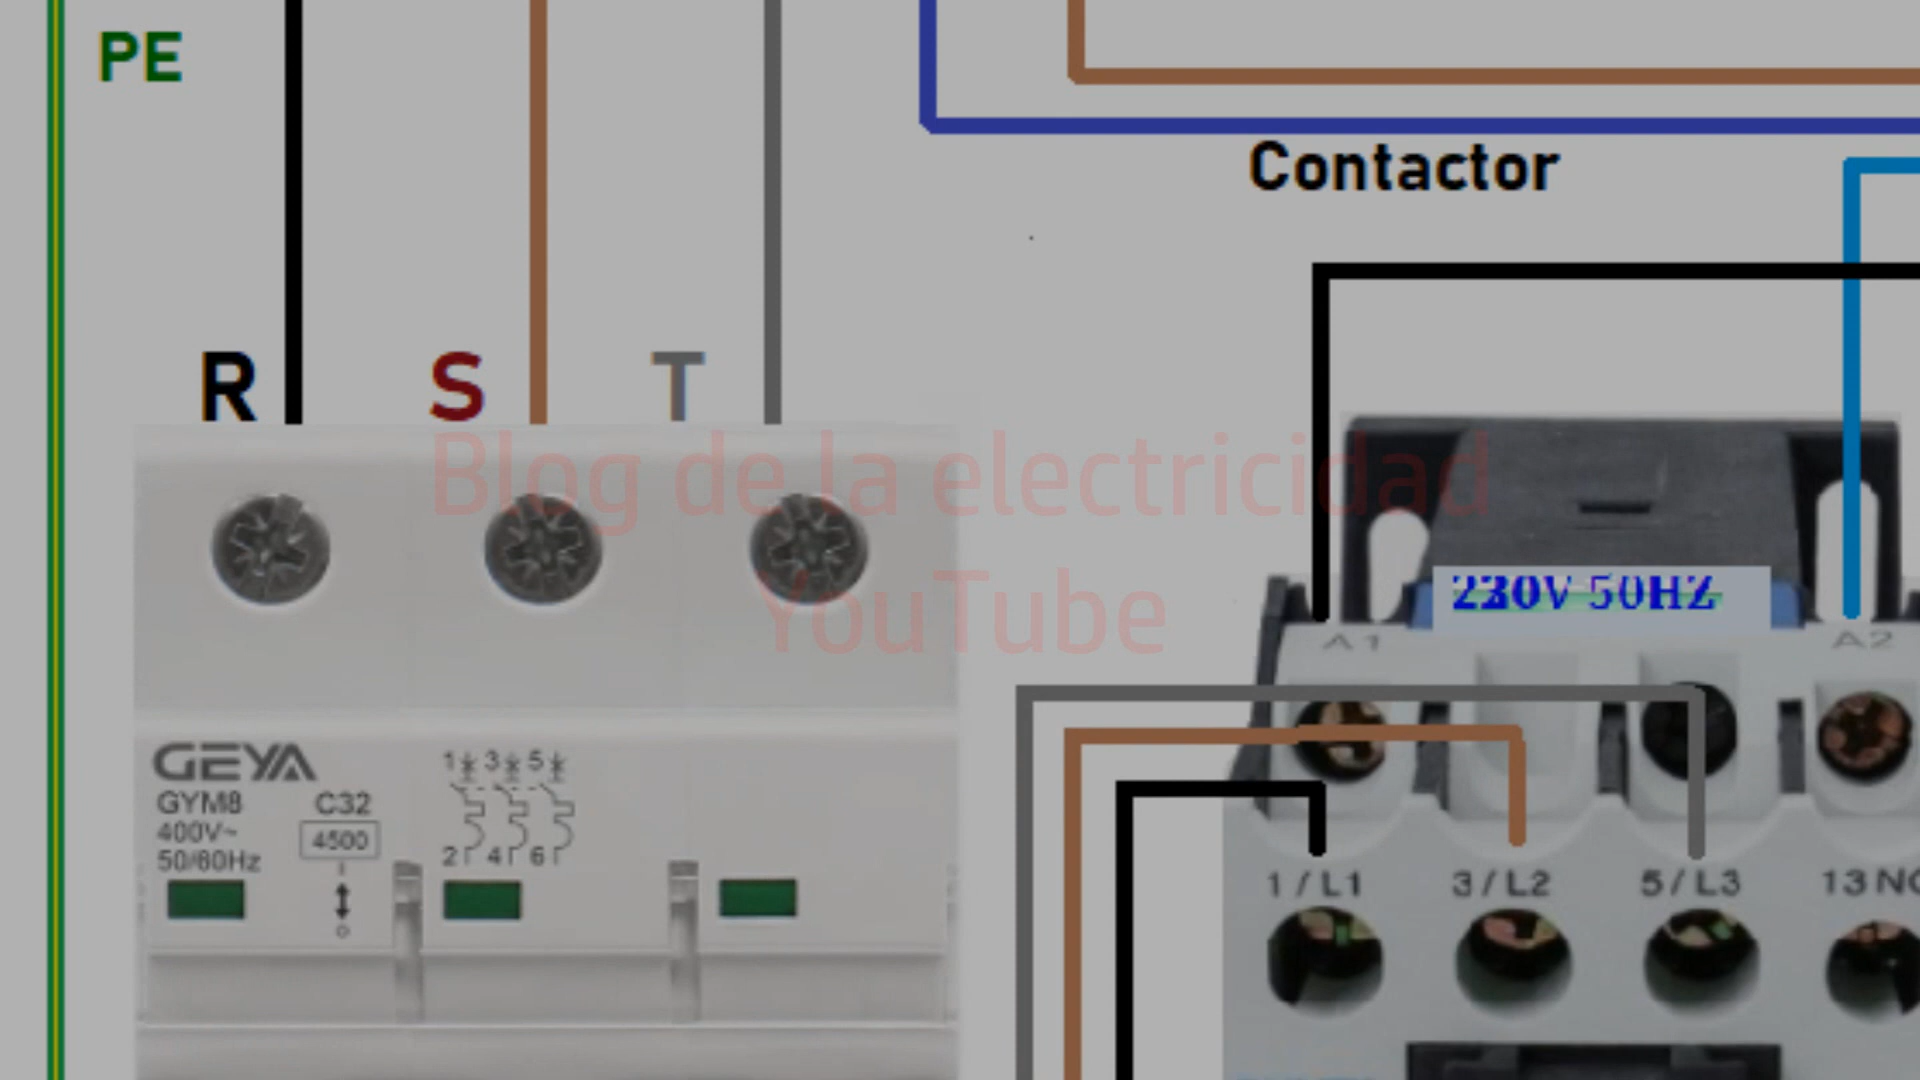 PE
Contactor
R
S
T
Blog de la electricidad
YouTube
230V 50HZ
A1
A2
GEYA
GYM8
C32
400V~
4500
50/60Hz
1 3 5
2 4 6
1/L1
3/L2
5/L3
13 NO